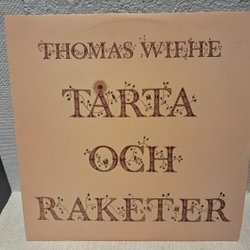 THOMAS WIEHE
TÅRTA
OCH
RAKETER